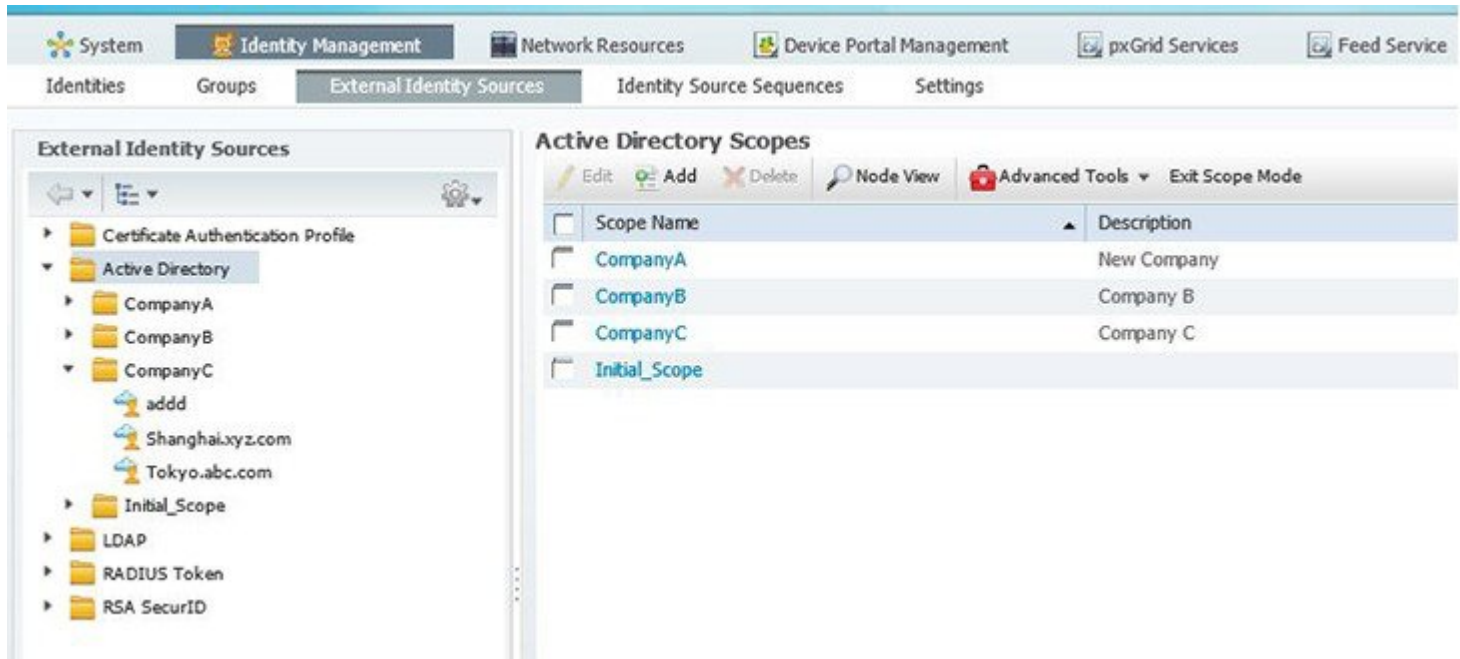 System Identity Management Network Resources Device Portal Management pxGrid Services Feed Service
Identities Groups External Identity Sources Identity Source Sequences Settings
External Identity Sources
Certificate Authentication Profile
Active Directory
CompanyA
CompanyB
CompanyC
addd
Shanghai.xyz.com
Tokyo.abc.com
Initial_Scope
LDAP
RADIUS Token
RSA SecurID
Active Directory Scopes
Edit Add Delete Node View Advanced Tools Exit Scope Mode
Scope Name Description
CompanyA New Company
CompanyB Company B
CompanyC Company C
Initial_Scope